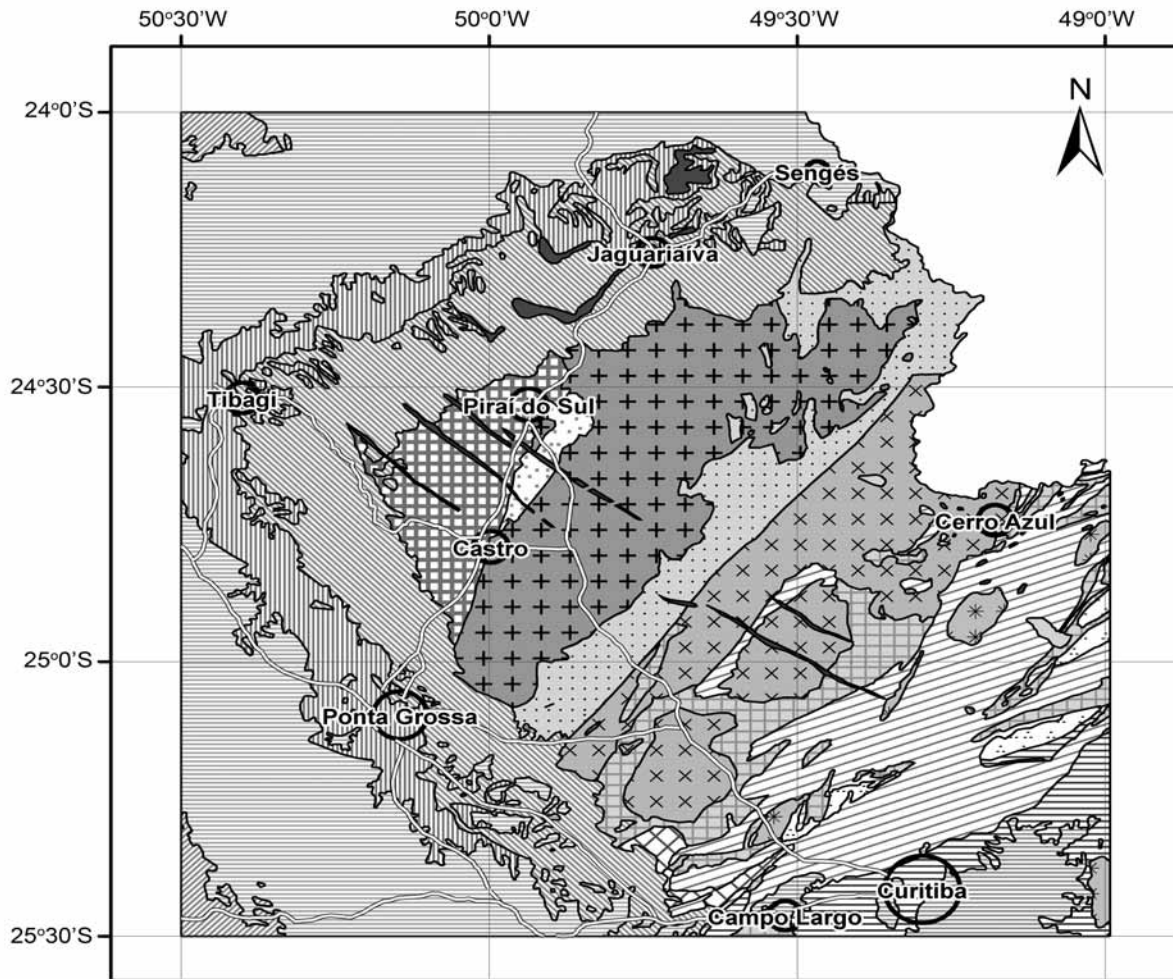 50°30'W 50°0'W 49°30'W 49°0'W
24°0'S
N
Sengés
Jaguariaíva
24°30'S
Tibagi
Piraí do Sul
Cerro Azul
Castro
25°0'S
Ponta Grossa
Curitiba
Campo Largo
25°30'S